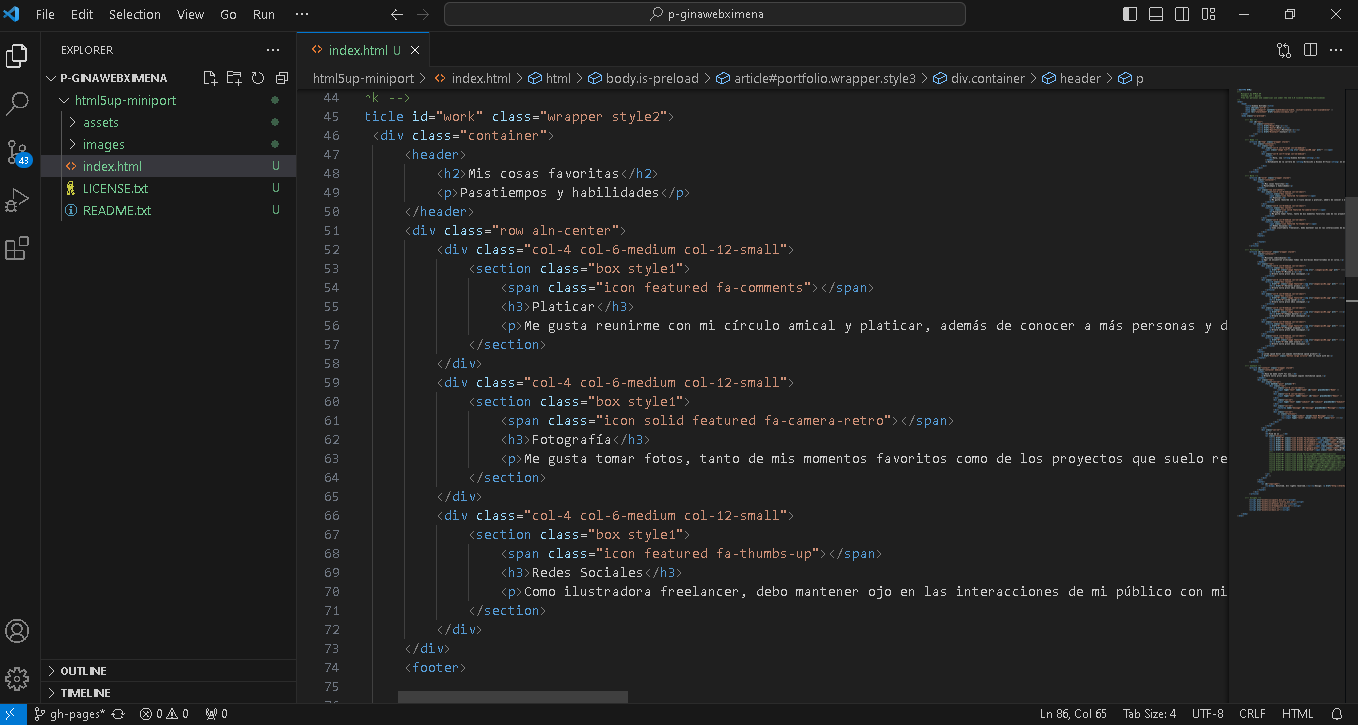 File Edit Selection View Go Run ··· p-ginawebximena
EXPLORER ···
P-GINAWEBXIMENA
html5up-miniport
assets
images
index.html U
LICENSE.txt U
README.txt U
43
OUTLINE
TIMELINE
index.html U
html5up-miniport > index.html > html > body.is-preload > article#portfolio.wrapper.style3 > div.container > header > p
44 ^k -->
45 ticle id="work" class="wrapper style2">
46 <div class="container">
47 <header>
48 <h2>Mis cosas favoritas</h2>
49 <p>Pasatiempos y habilidades</p>
50 </header>
51 <div class="row aln-center">
52 <div class="col-4 col-6-medium col-12-small">
53 <section class="box style1">
54 <span class="icon featured fa-comments"></span>
55 <h3>Platicar</h3>
56 <p>Me gusta reunirme con mi círculo amical y platicar, además de conocer a más personas y d
57 </section>
58 </div>
59 <div class="col-4 col-6-medium col-12-small">
60 <section class="box style1">
61 <span class="icon solid featured fa-camera-retro"></span>
62 <h3>Fotografía</h3>
63 <p>Me gusta tomar fotos, tanto de mis momentos favoritos como de los proyectos que suelo re
64 </section>
65 </div>
66 <div class="col-4 col-6-medium col-12-small">
67 <section class="box style1">
68 <span class="icon featured fa-thumbs-up"></span>
69 <h3>Redes Sociales</h3>
70 <p>Como ilustradora freelancer, debo mantener ojo en las interacciones de mi público con mi
71 </section>
72 </div>
73 </div>
74 <footer>
75
gh-pages* 0 0 0 Ln 86, Col 65 Tab Size: 4 UTF-8 CRLF HTML